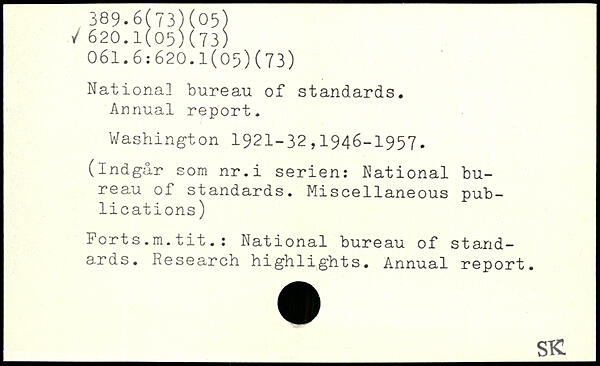 389.6(73)(05)
✓ 620.1(05)(73)
061.6:620.1(05)(73)
National bureau of standards.
Annual report.
Washington 1921-32,1946-1957.
(Indgår som nr.i serien: National bu-
reau of standards. Miscellaneous pub-
lications)
Forts.m.tit.: National bureau of stand-
ards. Research highlights. Annual report.
SK